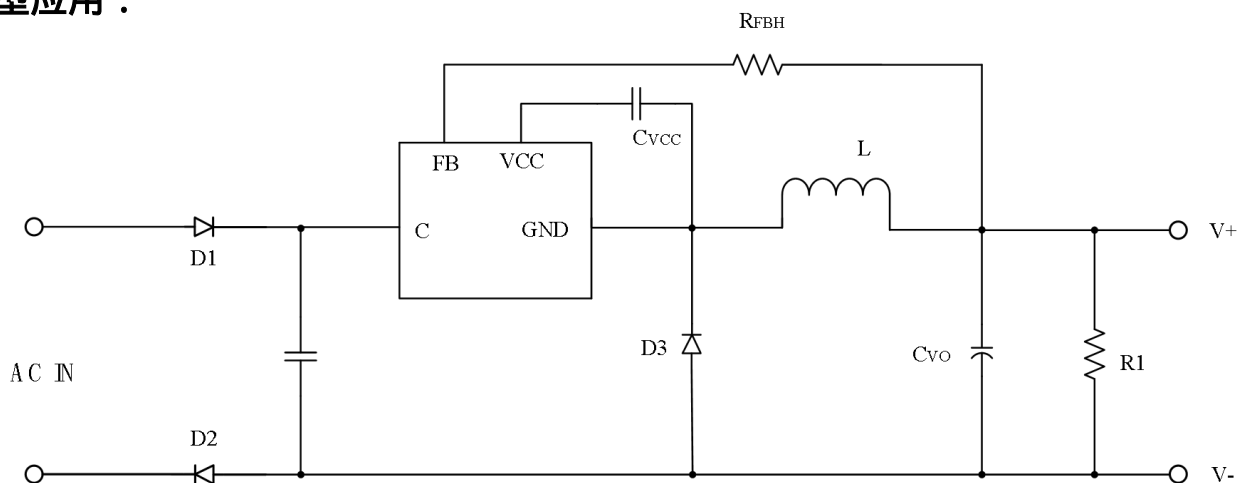 型应用：
RFBH
CVCC
FB
VCC
L
C
GND
V+
D1
D3
CVO
R1
AC IN
D2
V-